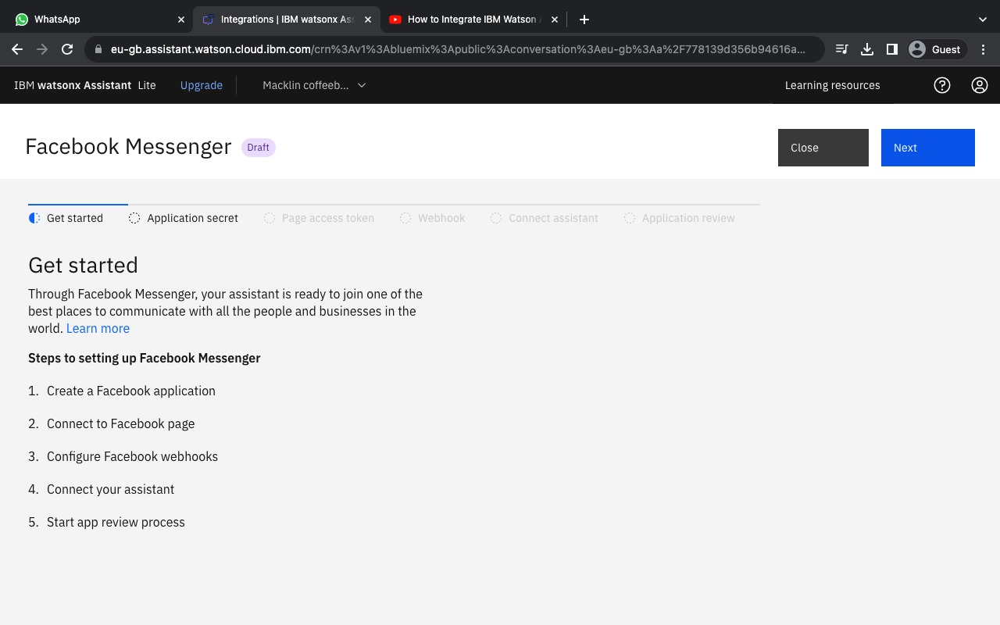 WhatsApp
Integrations | IBM watsonx Ass
How to Integrate IBM Watson
eu-gb.assistant.watson.cloud.ibm.com/crn%3Av1%3Abluemix%3Apublic%3Aconversation%3Aeu-gb%3Aa%2F778139d356b94616a...
Guest
IBM watsonx Assistant Lite
Upgrade
Macklin coffeeb...
Learning resources
Facebook Messenger
Draft
Close
Next
Get started
Application secret
Page access token
Webhook
Connect assistant
Application review
Get started
Through Facebook Messenger, your assistant is ready to join one of the
best places to communicate with all the people and businesses in the
world. Learn more
Steps to setting up Facebook Messenger
1. Create a Facebook application
2. Connect to Facebook page
3. Configure Facebook webhooks
4. Connect your assistant
5. Start app review process